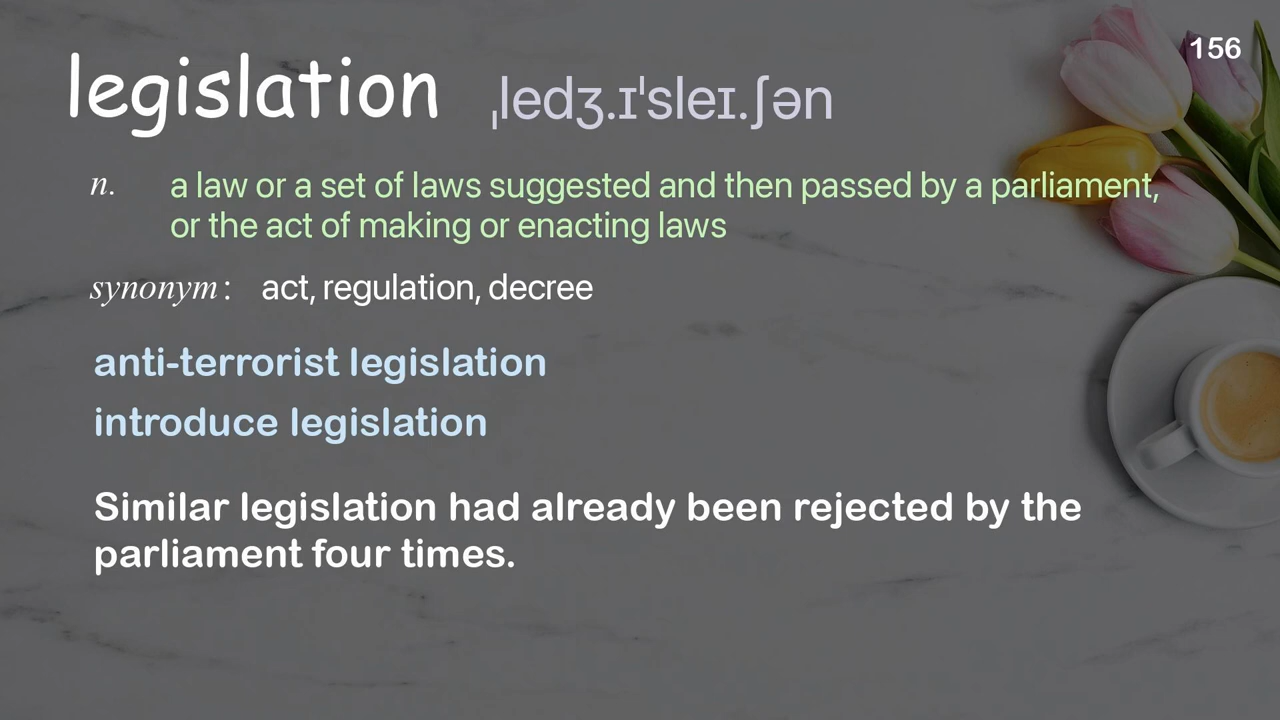 156
legislation ˌledʒ.ɪˈsleɪ.ʃən
n. a law or a set of laws suggested and then passed by a parliament,
or the act of making or enacting laws
synonym: act, regulation, decree
anti-terrorist legislation
introduce legislation
Similar legislation had already been rejected by the
parliament four times.